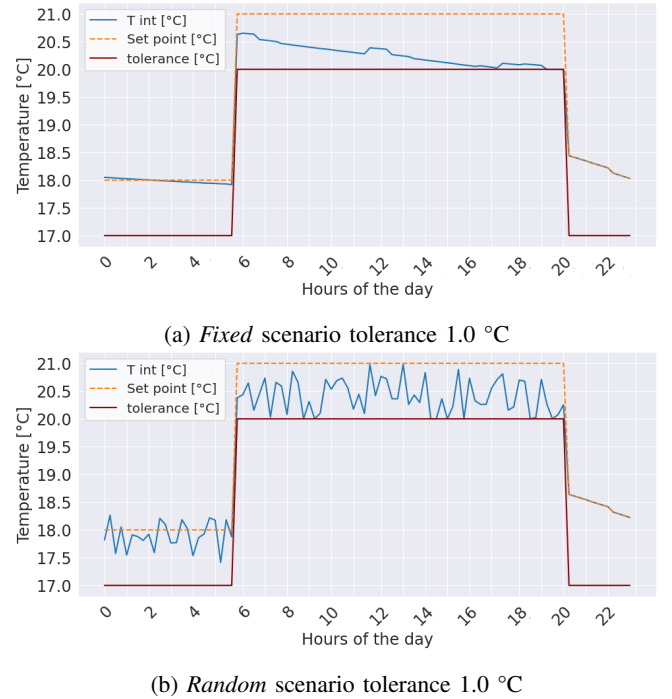 21.0
20.5
20.0
19.5
19.0
18.5
18.0
17.5
17.0
Temperature [°C]
T int [°C]
Set point [°C]
tolerance [°C]
0 2 4 6 8 10 12 14 16 18 20 22
Hours of the day
(a) Fixed scenario tolerance 1.0 °C
21.0
20.5
20.0
19.5
19.0
18.5
18.0
17.5
17.0
Temperature [°C]
T int [°C]
Set point [°C]
tolerance [°C]
0 2 4 6 8 10 12 14 16 18 20 22
Hours of the day
(b) Random scenario tolerance 1.0 °C